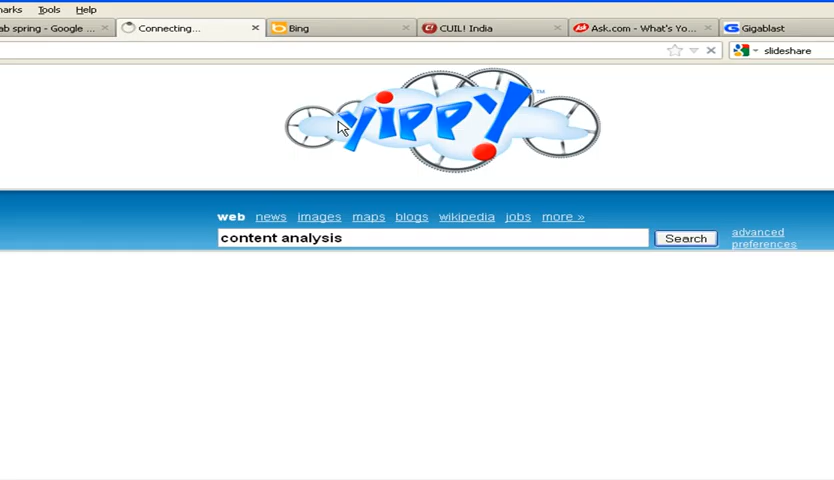 arks Tools Help
ab spring - Google ... Connecting... Bing CUIL! India Ask.com - What's Yo... Gigablast
slideshare
yippy!™
web news images maps blogs wikipedia jobs more »
content analysis Search advanced
preferences